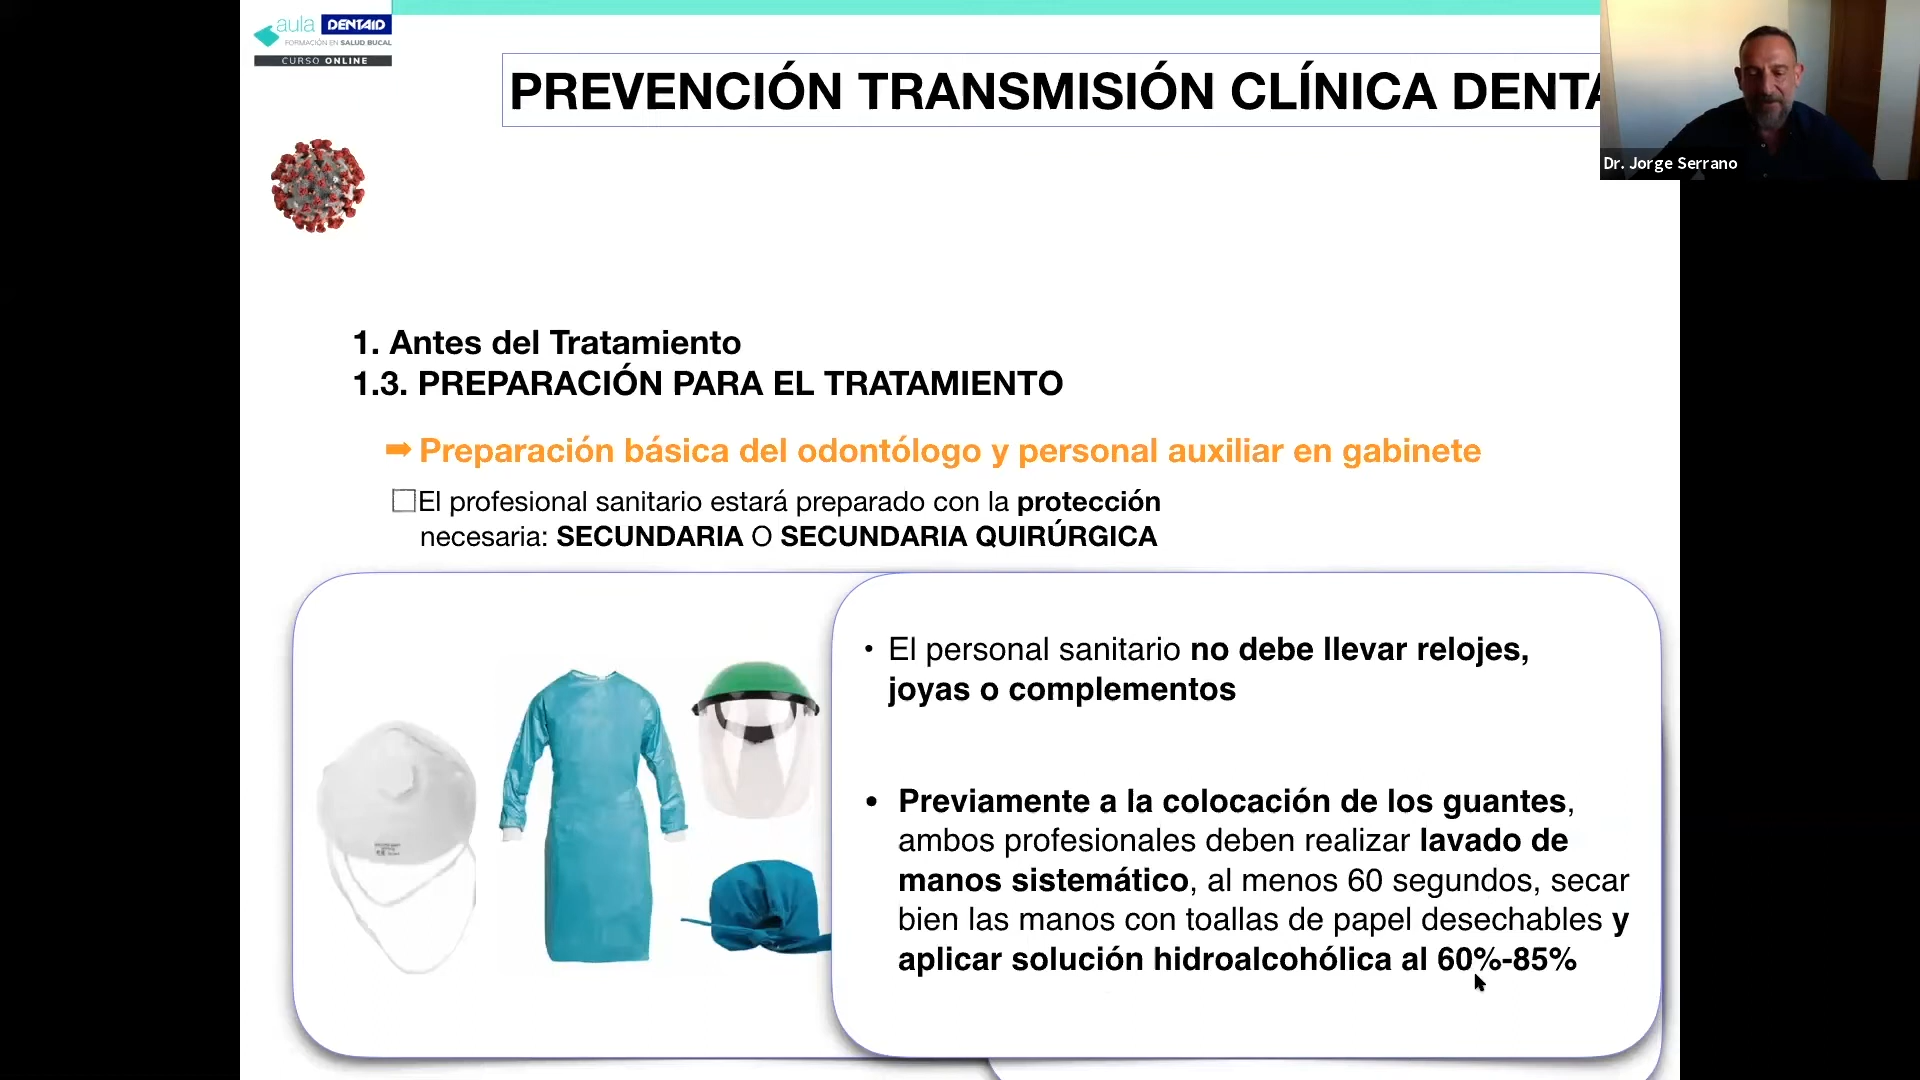 aula DENTAID
FORMACIÓN EN SALUD BUCAL
CURSO ONLINE
PREVENCIÓN TRANSMISIÓN CLÍNICA DENTA
Dr. Jorge Serrano
1. Antes del Tratamiento
1.3. PREPARACIÓN PARA EL TRATAMIENTO
➡ Preparación básica del odontólogo y personal auxiliar en gabinete
☐El profesional sanitario estará preparado con la protección
necesaria: SECUNDARIA O SECUNDARIA QUIRÚRGICA
• El personal sanitario no debe llevar relojes,
joyas o complementos
• Previamente a la colocación de los guantes,
ambos profesionales deben realizar lavado de
manos sistemático, al menos 60 segundos, secar
bien las manos con toallas de papel desechables y
aplicar solución hidroalcohólica al 60%-85%